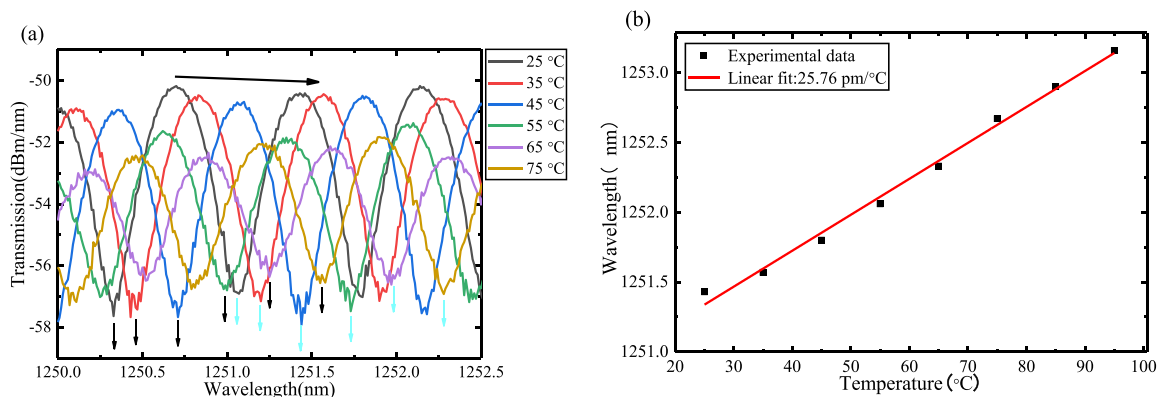 (a)
Transmission(dBm/nm)
-50
-52
-54
-56
-58
1250.0
1250.5
1251.0
1251.5
1252.0
1252.5
Wavelength(nm)
25 °C
35 °C
45 °C
55 °C
65 °C
75 °C
(b)
Wavelength( nm)
1253.0
1252.5
1252.0
1251.5
1251.0
Experimental data
Linear fit:25.76 pm/°C
20
30
40
50
60
70
80
90
100
Temperature(°C)